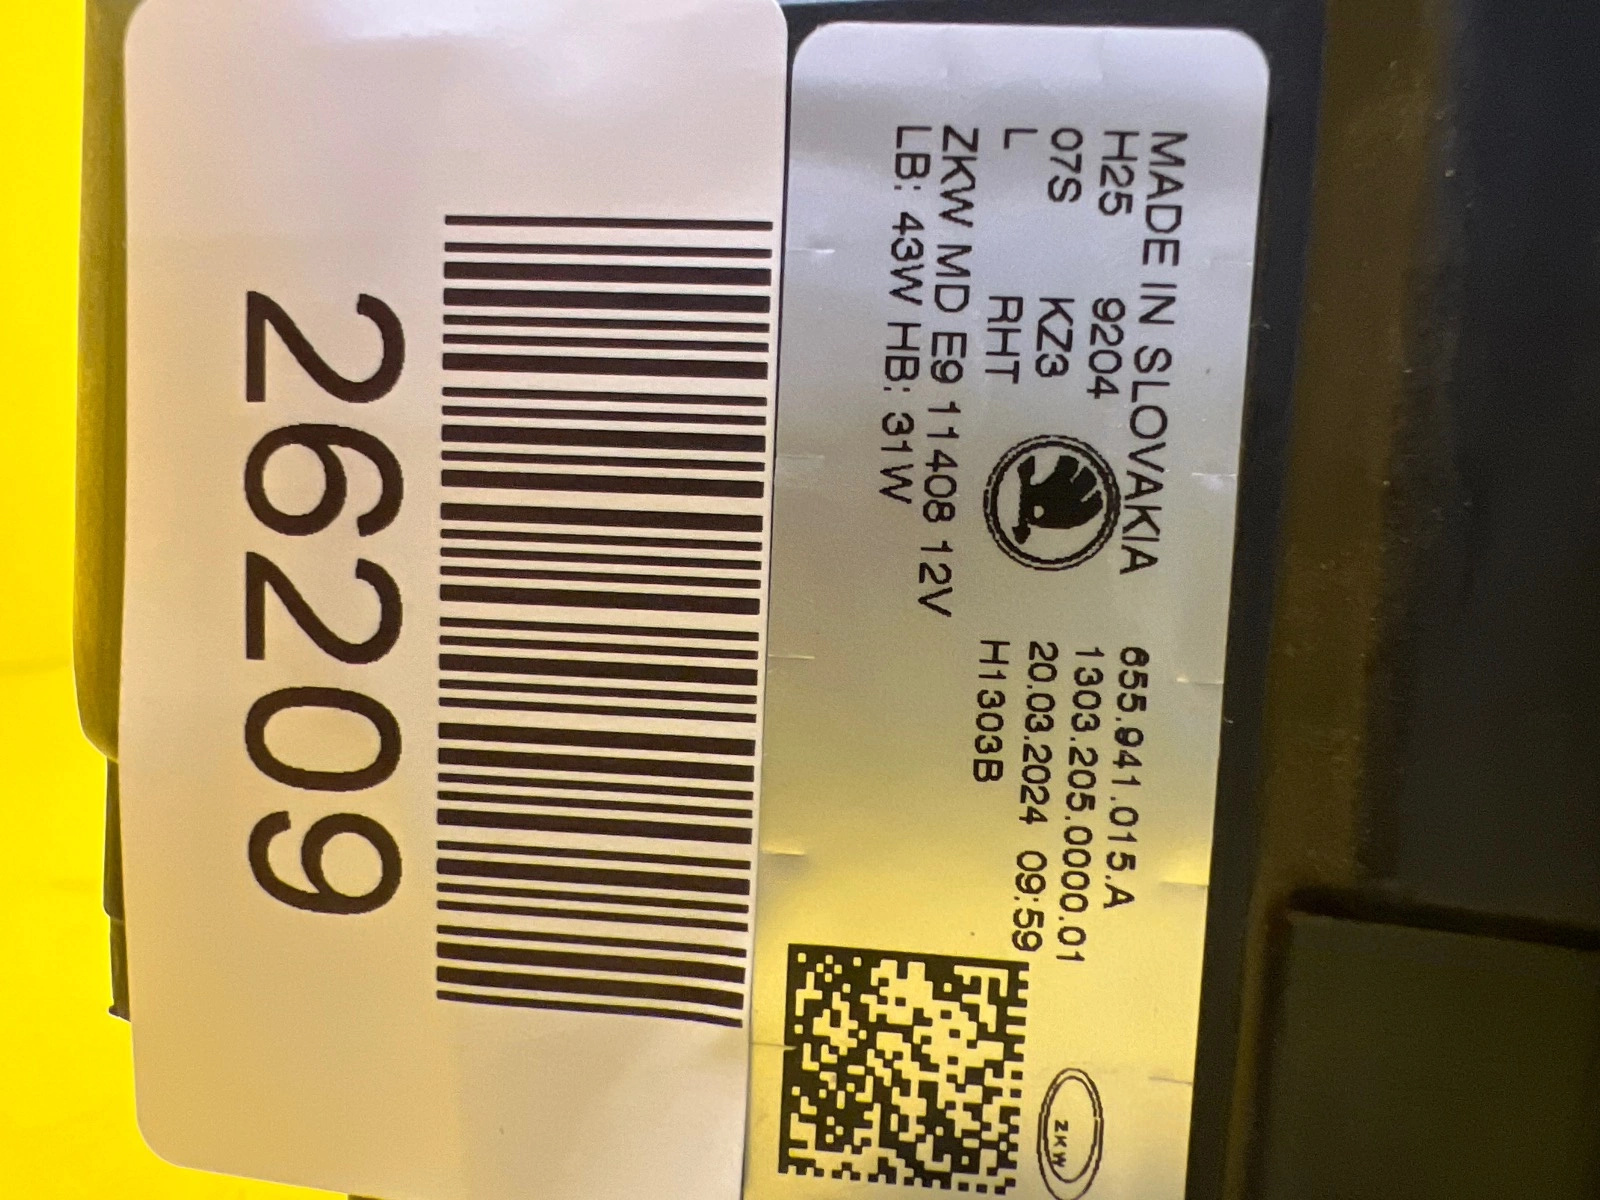 MADE IN SLOVAKIA 655.941.015.A
H25 9204 1303.205.0000.01
07S KZ3 20.03.2024 09:59
L RHT H1303B
ZKW MD E9 11408 12V
LB: 43W HB: 31W
ZKW
26209